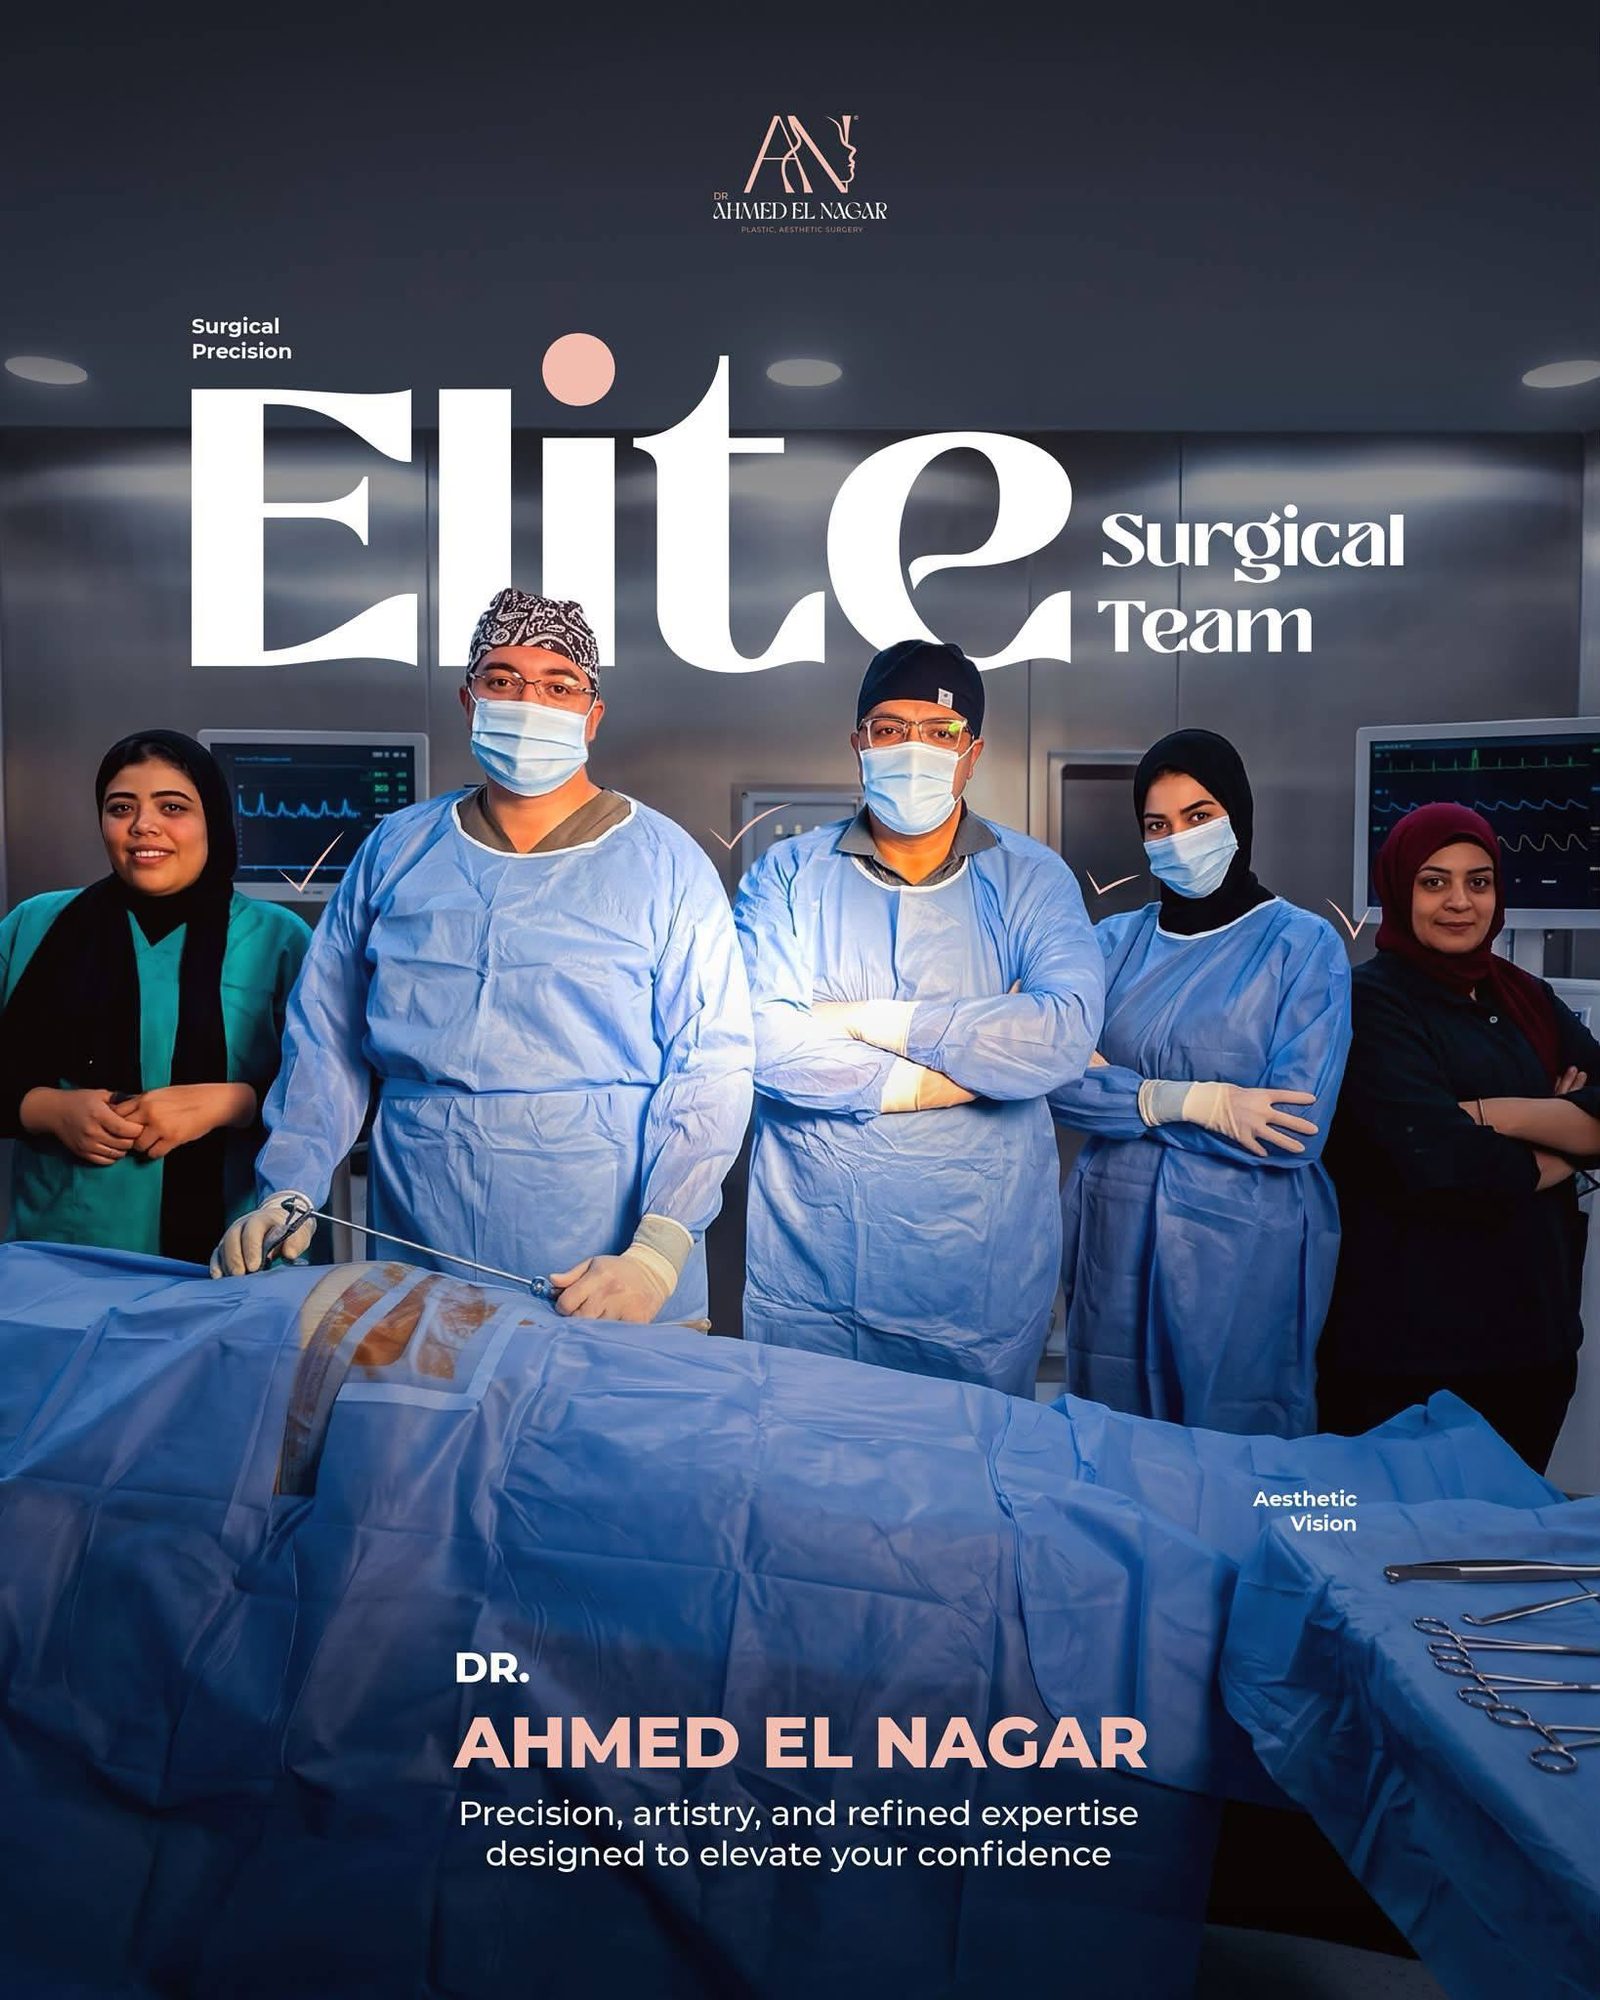 DR
AHMED EL NAGAR
PLASTIC, AESTHETIC SURGERY
Surgical
Precision
Elite
Surgical
Team
Aesthetic
Vision
DR.
AHMED EL NAGAR
Precision, artistry, and refined expertise
designed to elevate your confidence